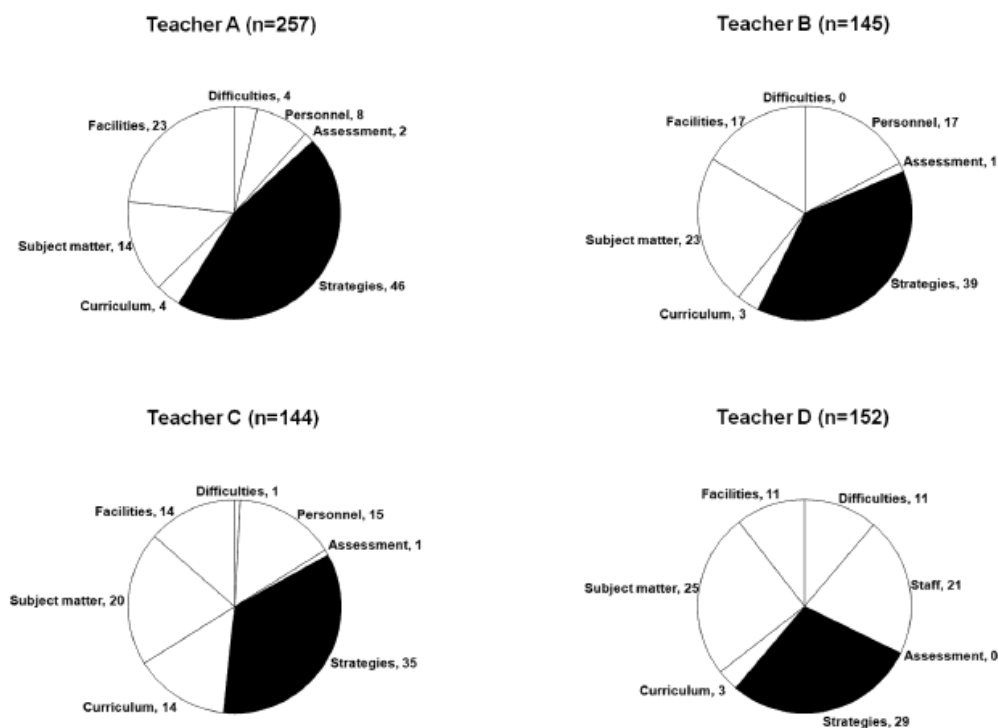 Teacher A (n=257)
Difficulties, 4
Personnel, 8
Assessment, 2
Facilities, 23
Subject matter, 14
Strategies, 46
Curriculum, 4
Teacher B (n=145)
Difficulties, 0
Facilities, 17
Personnel, 17
Assessment, 1
Subject matter, 23
Strategies, 39
Curriculum, 3
Teacher C (n=144)
Difficulties, 1
Facilities, 14
Personnel, 15
Assessment, 1
Subject matter, 20
Strategies, 35
Curriculum, 14
Teacher D (n=152)
Facilities, 11
Difficulties, 11
Subject matter, 25
Staff, 21
Assessment, 0
Curriculum, 3
Strategies, 29